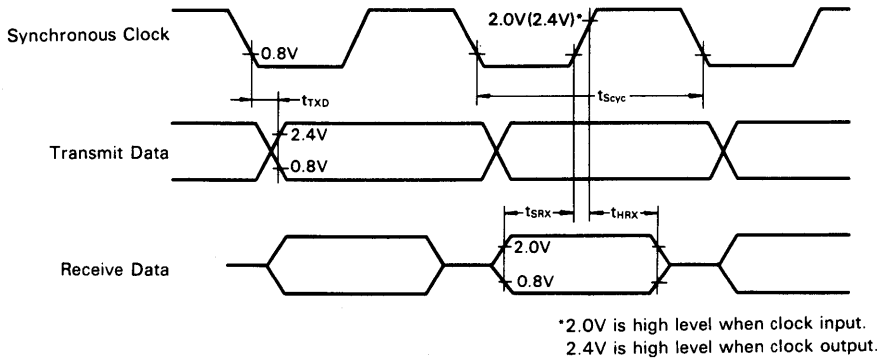 Synchronous Clock
0.8V
2.0V(2.4V)*
tScyc
tTXD
Transmit Data
2.4V
0.8V
tSRX
tHRX
Receive Data
2.0V
0.8V
*2.0V is high level when clock input.
2.4V is high level when clock output.